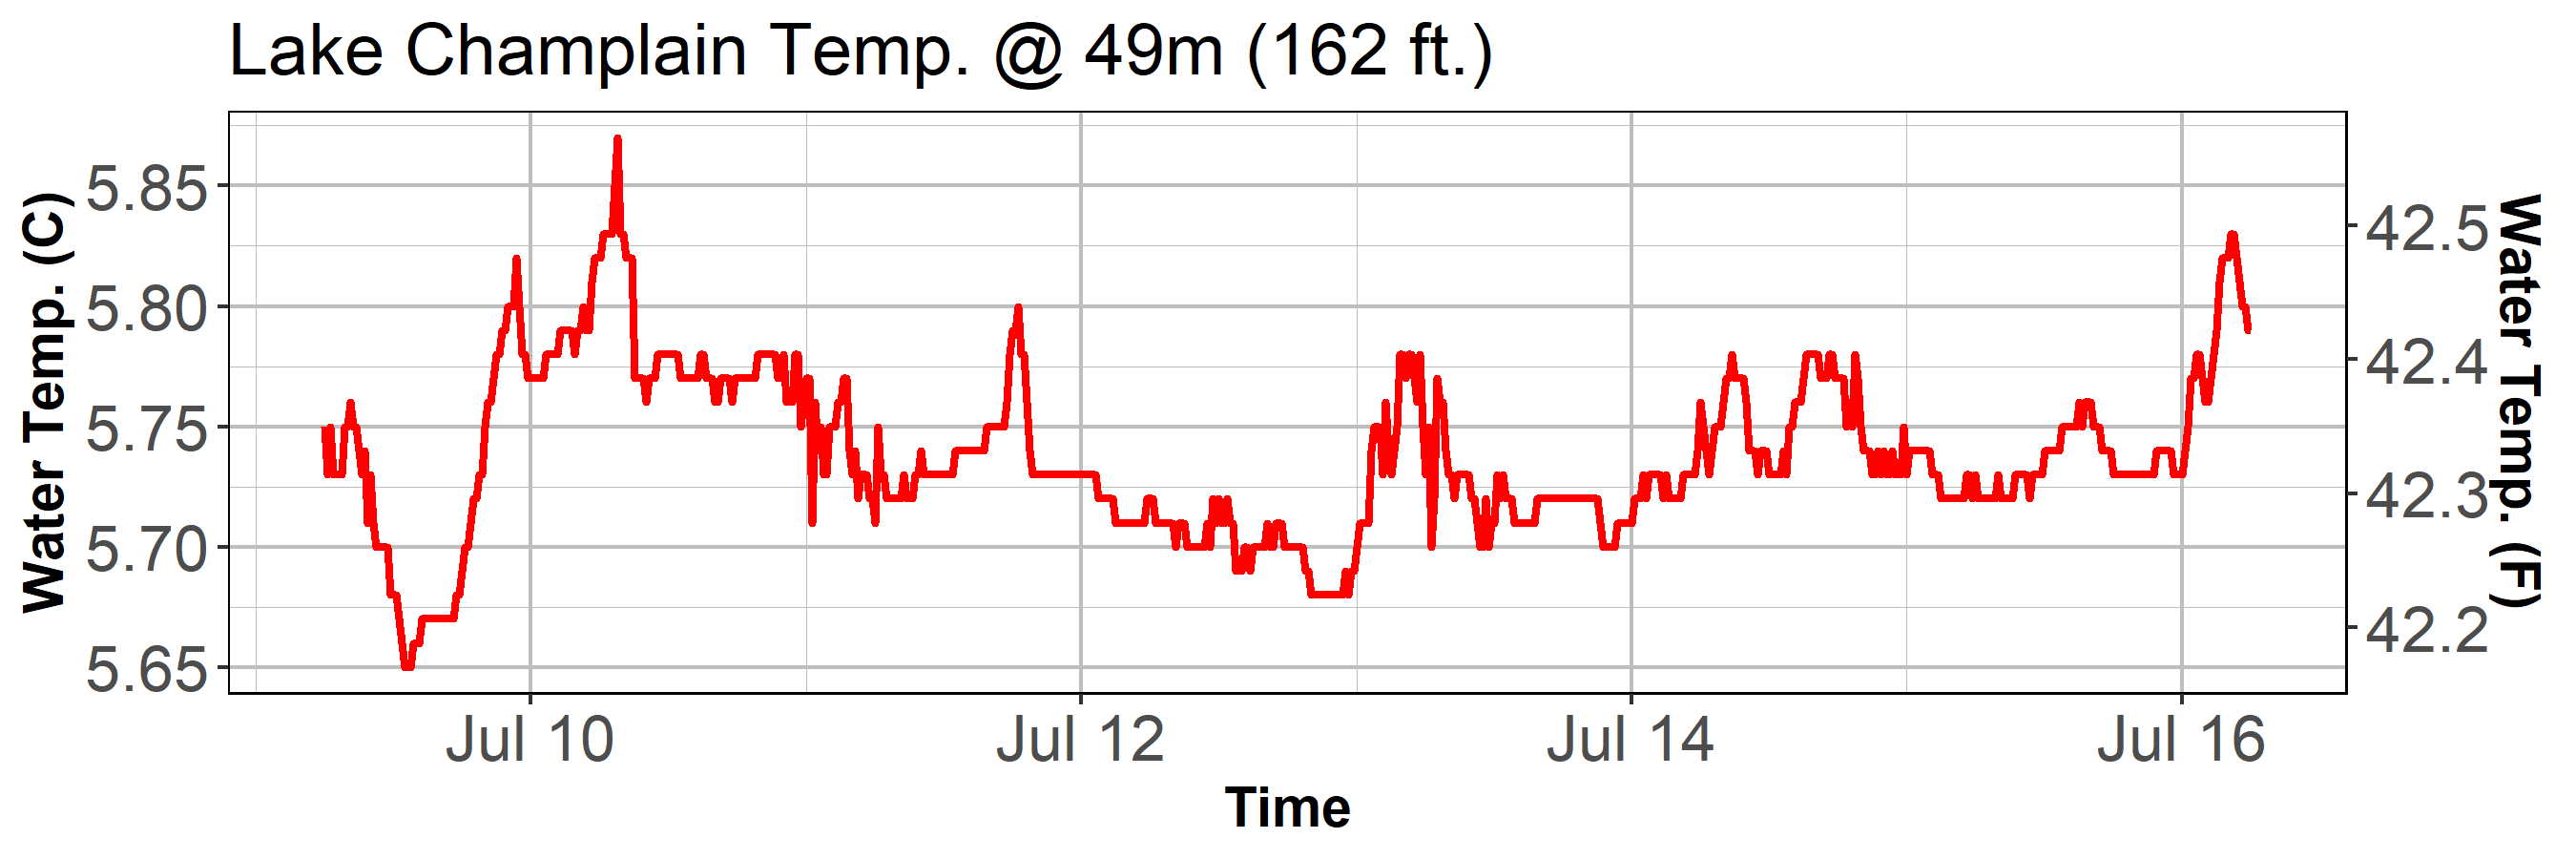 Lake Champlain Temp. @ 49m (162 ft.)
Water Temp. (C)
5.85
5.80
5.75
5.70
5.65
42.5
42.4
42.3
42.2
Water Temp. (F)
Jul 10
Jul 12
Jul 14
Jul 16
Time